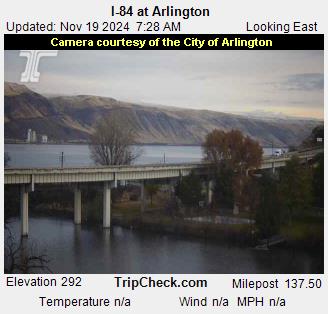 I-84 at Arlington
Updated: Nov 19 2024 7:28 AM Looking East
Camera courtesy of the City of Arlington
Elevation 292 TripCheck.com Milepost 137.50
Temperature n/a Wind n/a MPH n/a